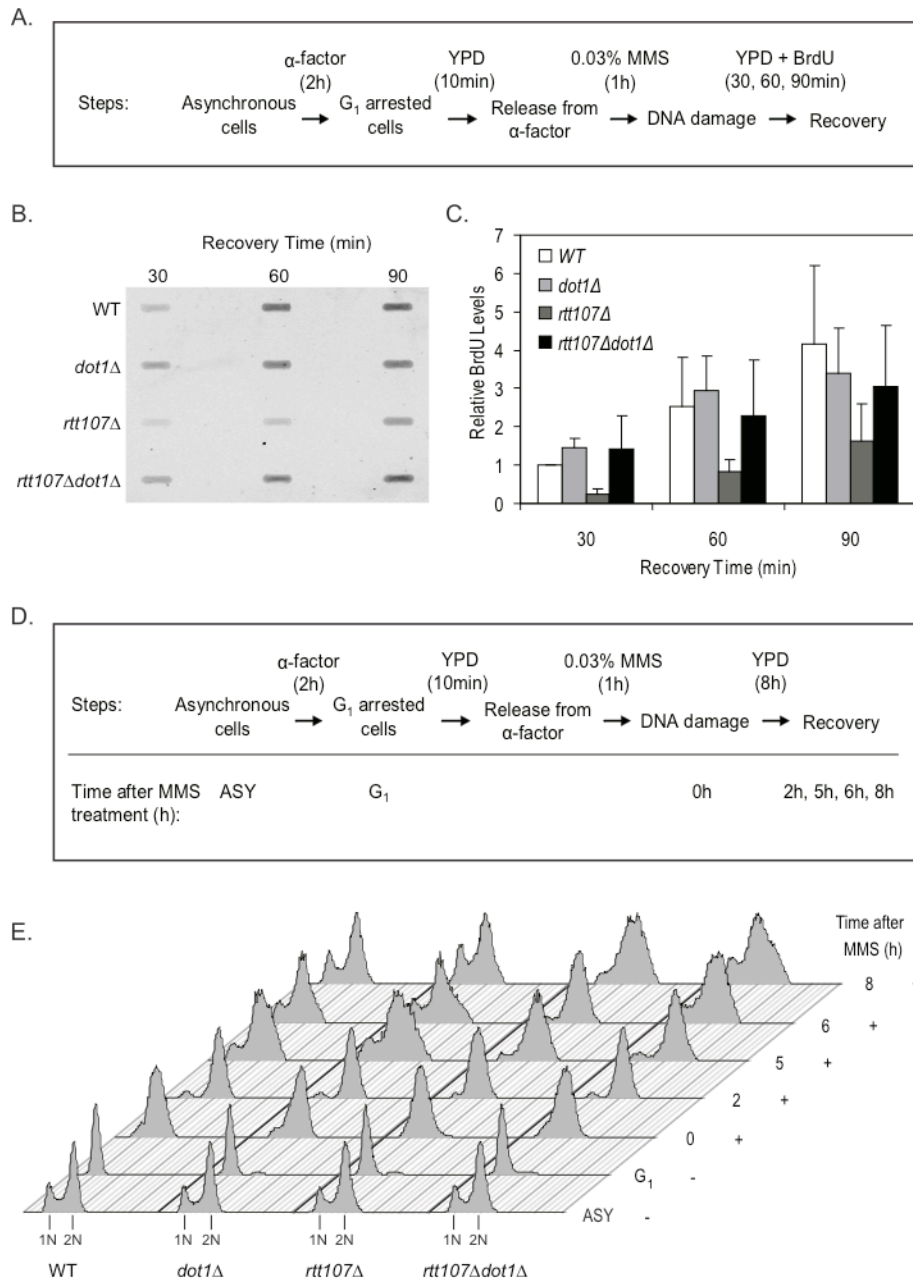 A.
α-factor (2h) YPD (10min) 0.03% MMS (1h) YPD + BrdU (30, 60, 90min)
Steps: Asynchronous cells → G₁ arrested cells → Release from α-factor → DNA damage → Recovery
B.
Recovery Time (min)
30 60 90
WT
dot1Δ
rtt107Δ
rtt107Δdot1Δ
C.
Relative BrdU Levels
7
6
5
4
3
2
1
0
WT
dot1Δ
rtt107Δ
rtt107Δdot1Δ
30 60 90
Recovery Time (min)
D.
α-factor (2h) YPD (10min) 0.03% MMS (1h) YPD (8h)
Steps: Asynchronous cells → G₁ arrested cells → Release from α-factor → DNA damage → Recovery
Time after MMS treatment (h): ASY G₁ 0h 2h, 5h, 6h, 8h
E.
Time after MMS (h)
8
6 +
5 +
2 +
0 +
G₁ -
ASY -
1N 2N 1N 2N 1N 2N 1N 2N
WT dot1Δ rtt107Δ rtt107Δdot1Δ